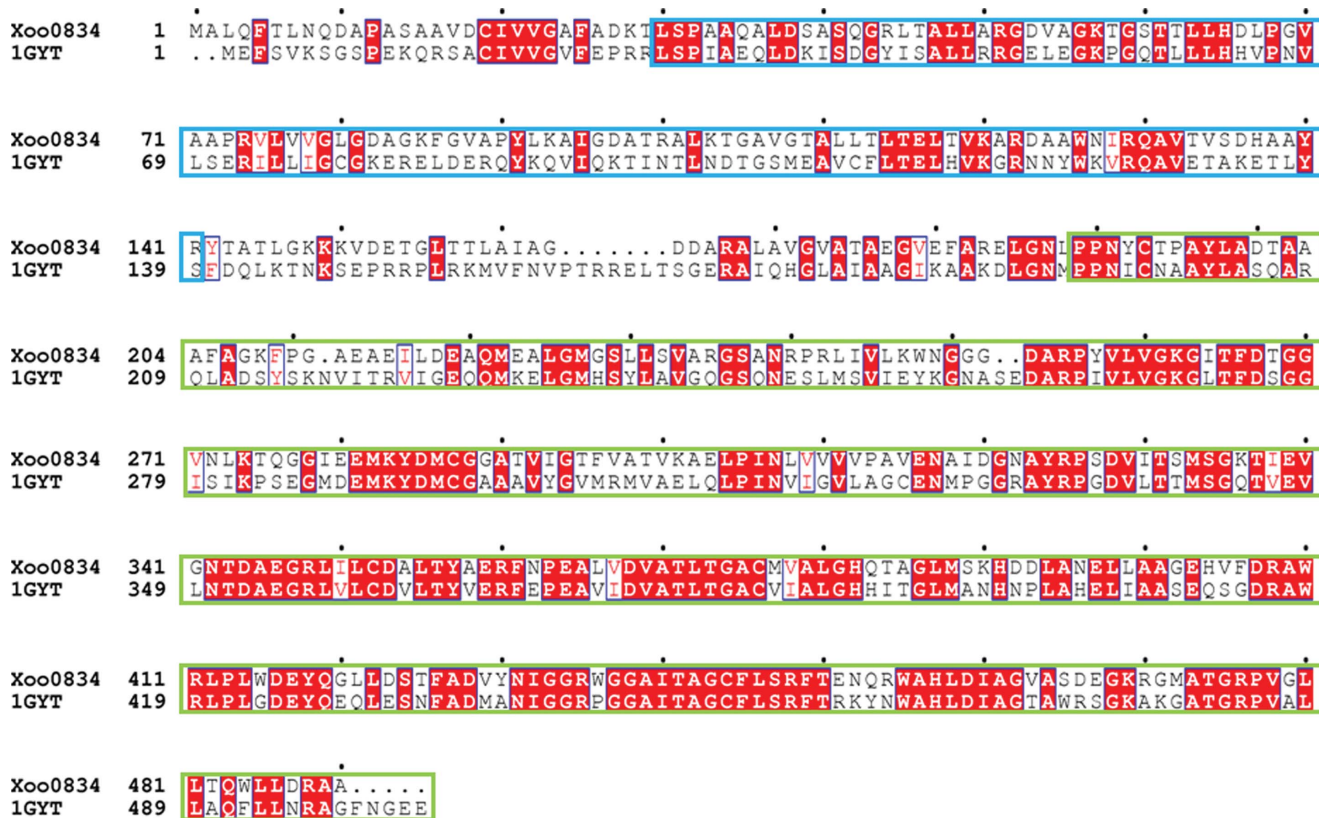 Xoo0834 1 MALQFTLNQDAPASAAVDCIVVGAFADKTLSPAAQALDSASQGRLTALLARGDVAGKTGSTTLLHDLPGV
1GYT 1 ..MEFSVKSGSPEKQRSACIVVGVFEPRRLSPIAEQLDKISDGYISALLRRGELEGKPGQTLLLHHVPNV
Xoo0834 71 AAPRVLVVGLGDAGKFGVAPYLKAIGDATRALKTGAVGTALLTLTELTVKARDAAWNIRQAVTVSDHAAY
1GYT 69 LSERILLIGCGKERELDERQYKQVIQKTINTLNDTGSMEAVCFLTELHVKGRNNYWKVRQAVETAKETLY
Xoo0834 141 RYTATLGKKKVDETGLTTLAIAG........DDARALAVGVATAEGVEFARELGNLPPNYCTPAYLADTAA
1GYT 139 SFDQLKTNKSEPRRPLRKMVFNVPTRRELTSGERAIQHGLAIAAGIKAAKDLGNMPPNICNAAYLASQAR
Xoo0834 204 AFAGKFPG.AEAEILDEAQMEALGMGSLLSVARGSANRPRLIVLKWNGGG..DARPYVLVGKGITFDTGG
1GYT 209 QLADSYSKNVITRVIGEQQMKELGMHSYLAVGQGSQNESLMSVIEYKGNASEDARPIVLVGKGLTFDSGG
Xoo0834 271 VNLKTQGGIEEMKYDMCGGATVIGTFVATVKAELPINLVVVVPAVENAIDGNAYRPSDVITSMSGKTIEV
1GYT 279 ISIKPSEGMDEMKYDMCGAAAVYGVMRMVAELQLPINVIGVLAGCENMPGGRAYRPGDVLTTMSGQTVEV
Xoo0834 341 GNTDAEGRLILCDALTYAERFNPEALVDVATLTGACMVALGHQTAGLMSKHDDLANELLAAGEHVFDRAW
1GYT 349 LNTDAEGRLVLCDVLTYVERFEPEAVIDVATLTGACVIALGHHITGLMANHNPLAHELIAASEQSGDRAW
Xoo0834 411 RLPLWDEYQGLLDSTFADVYNIGGRWGGAITAGCFLSRFTENQRWAHLDIAGVASDEGKRGMATGRPVGL
1GYT 419 RLPLGDEYQEQLESNFADMANIGGRPGGAITAGCFLSRFTRKYNWAHLDIAGTAWRSGKAKGATGRPVAL
Xoo0834 481 LTQWLLDRAA.....
1GYT 489 LAQFLLNRAGFNGEE